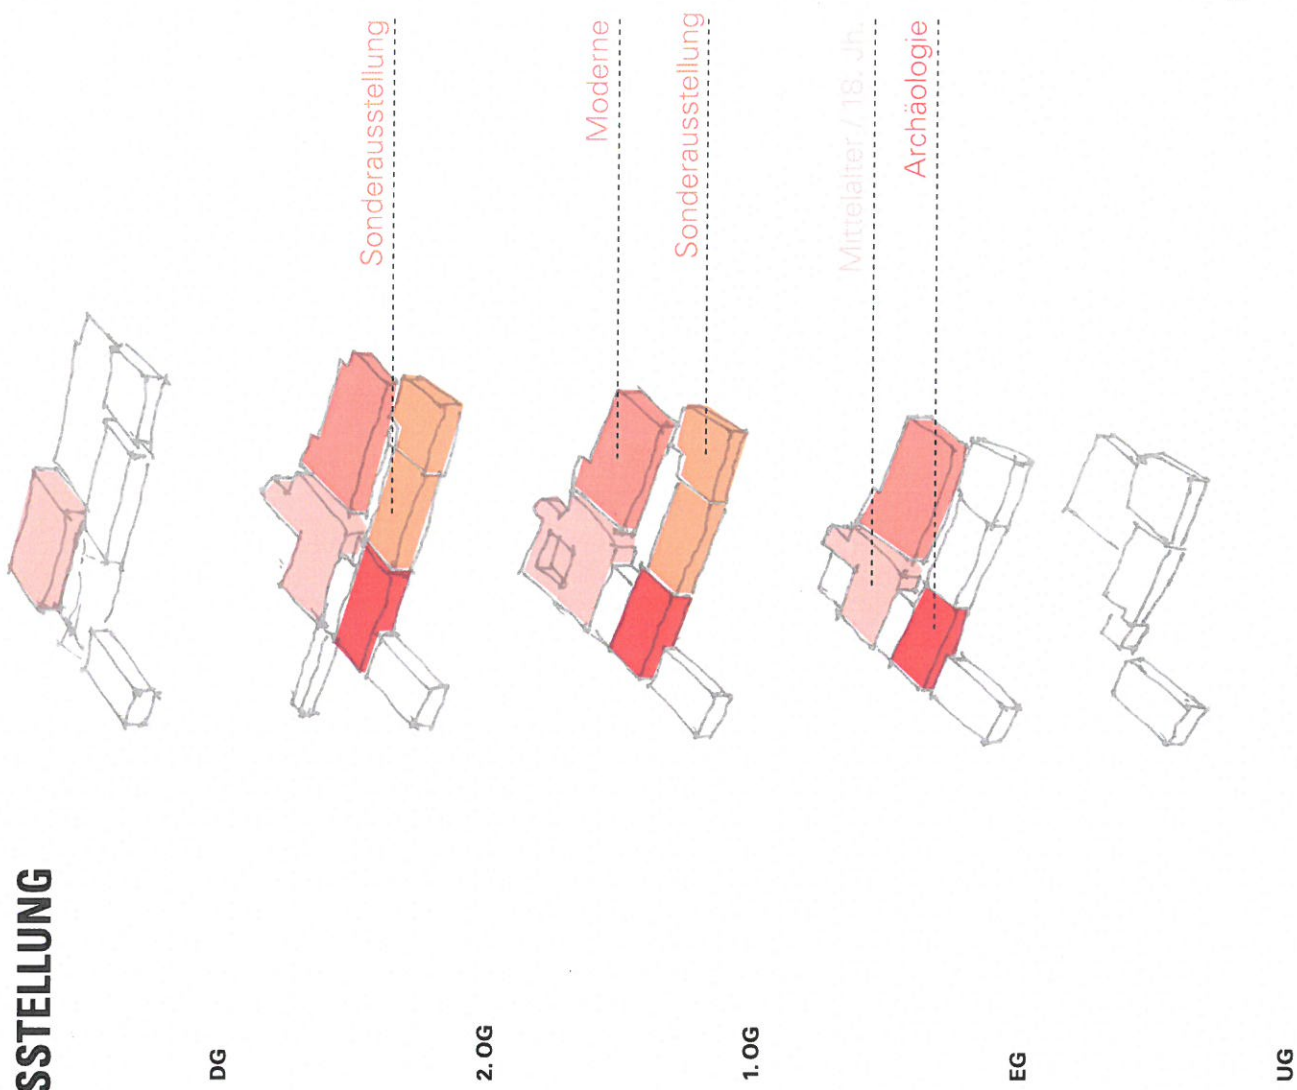 SSTELLUNG
DG
Sonderausstellung
2. OG
Moderne
Sonderausstellung
1. OG
Mittelalter / 18. Jh.
Archäologie
EG
UG